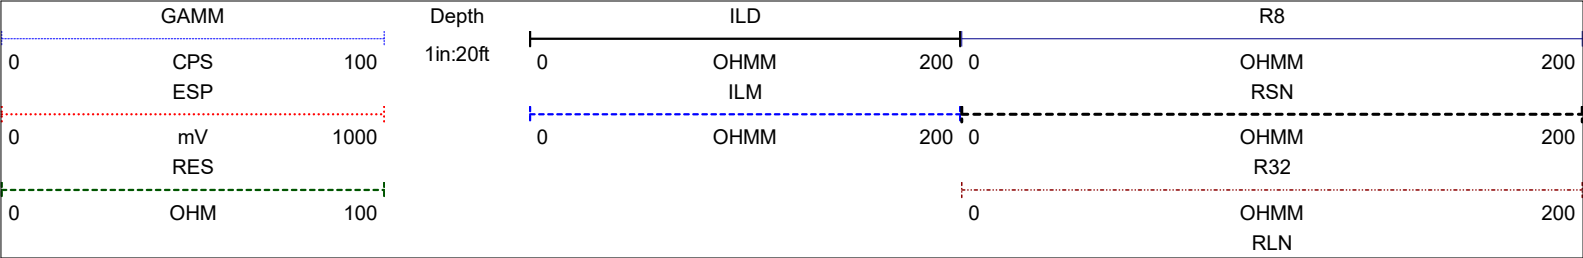 GAMM Depth ILD R8
1in:20ft
0 CPS 100 0 OHMM 200 0 OHMM 200
ESP ILM RSN
0 mV 1000 0 OHMM 200 0 OHMM 200
RES R32
0 OHM 100 0 OHMM 200
RLN